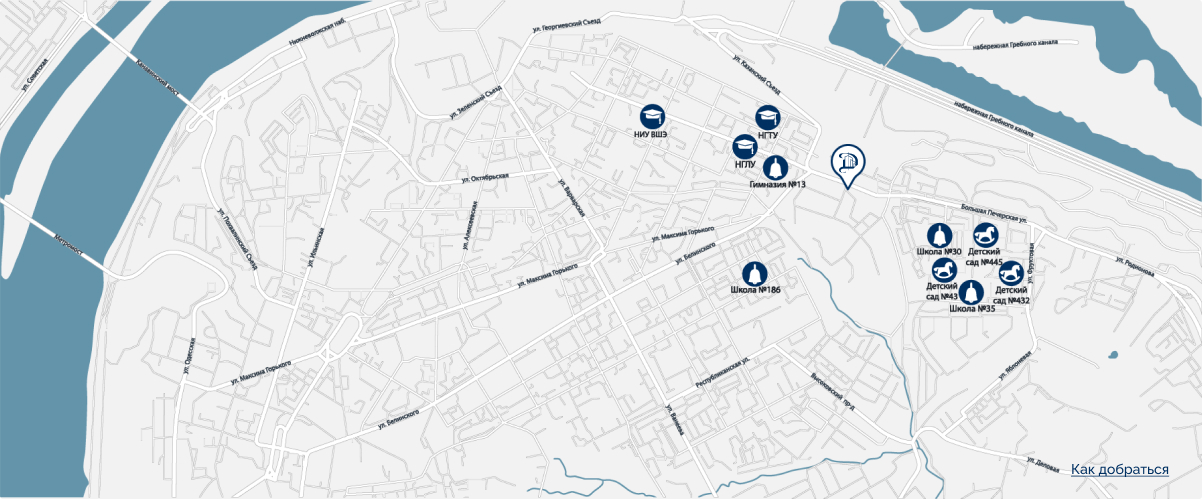 ул. Советская
Канавинский мост
Нижневолжская наб.
ул. Георгиевский Съезд
набережная Гребного канала
ул. Казанский Съезд
ул. Зеленский Съезд
набережная Гребного канала
НИУ ВШЭ
НГТУ
НГЛУ
Гимназия №13
ул. Октябрьская
ул. Варварская
ул. Алексеевская
ул. Ильинская
ул. Похвалинский Съезд
Метромост
Большая Печерская ул.
ул. Максима Горького
ул. Белинского
Школа №30
Детский
сад №445
ул. Фруктовая
ул. Родионова
ул. Максима Горького
Школа №186
Детский
сад №43
Детский
сад №432
Школа №35
ул. Одесская
ул. Максима Горького
Республиканская ул.
Высоковский пр-д
ул. Яблоневая
ул. Белинского
ул. Ванеева
ул. Деловая
Как добраться